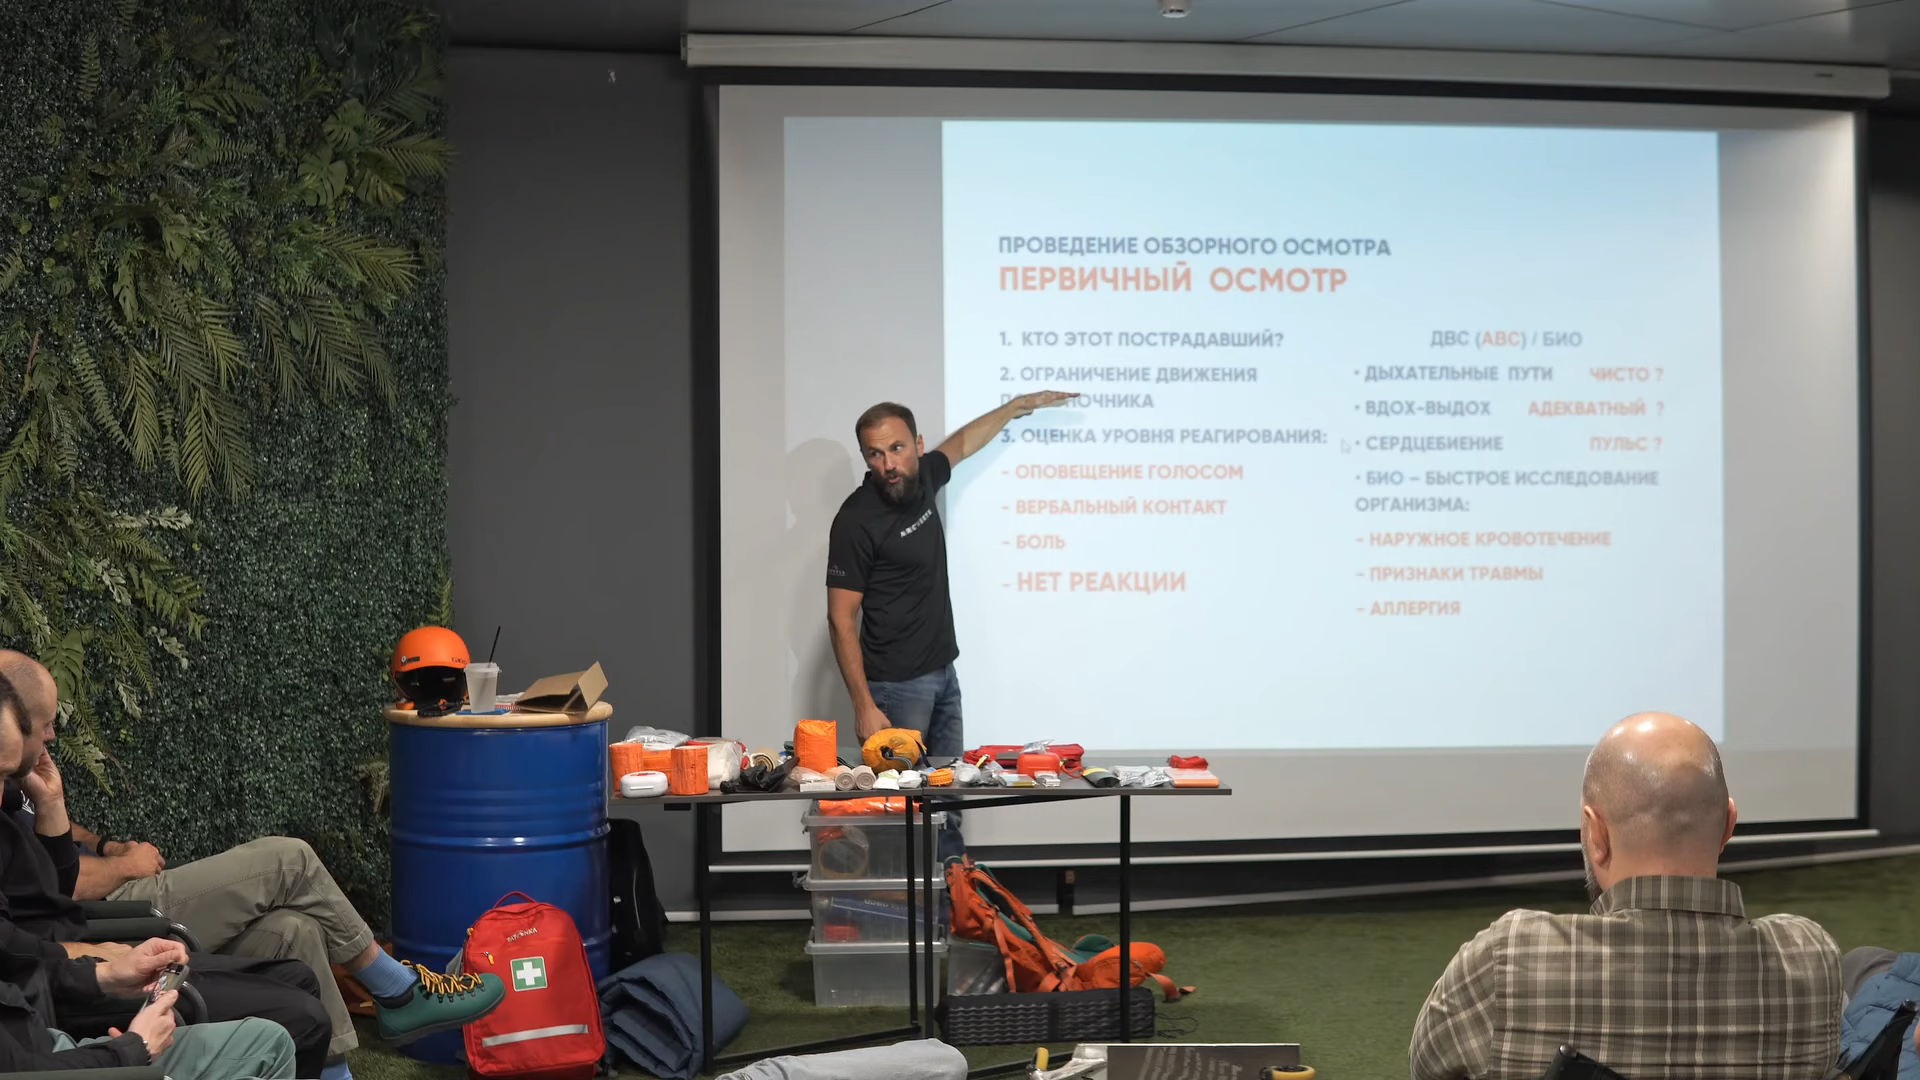 ПРОВЕДЕНИЕ ОБЗОРНОГО ОСМОТРА
ПЕРВИЧНЫЙ ОСМОТР
1. КТО ЭТОТ ПОСТРАДАВШИЙ?
2. ОГРАНИЧЕНИЕ ДВИЖЕНИЯ
3. ОЦЕНКА УРОВНЯ РЕАГИРОВАНИЯ:
- ОПОВЕЩЕНИЕ ГОЛОСОМ
- ВЕРБАЛЬНЫЙ КОНТАКТ
- БОЛЬ
- НЕТ РЕАКЦИИ
ДВС (АВС) / БИО
• ДЫХАТЕЛЬНЫЕ ПУТИ ЧИСТО ?
• ВДОХ-ВЫДОХ АДЕКВАТНЫЙ ?
• СЕРДЦЕБИЕНИЕ ПУЛЬС ?
• БИО – БЫСТРОЕ ИССЛЕДОВАНИЕ
ОРГАНИЗМА:
- НАРУЖНОЕ КРОВОТЕЧЕНИЕ
- ПРИЗНАКИ ТРАВМЫ
- АЛЛЕРГИЯ
TATONKA